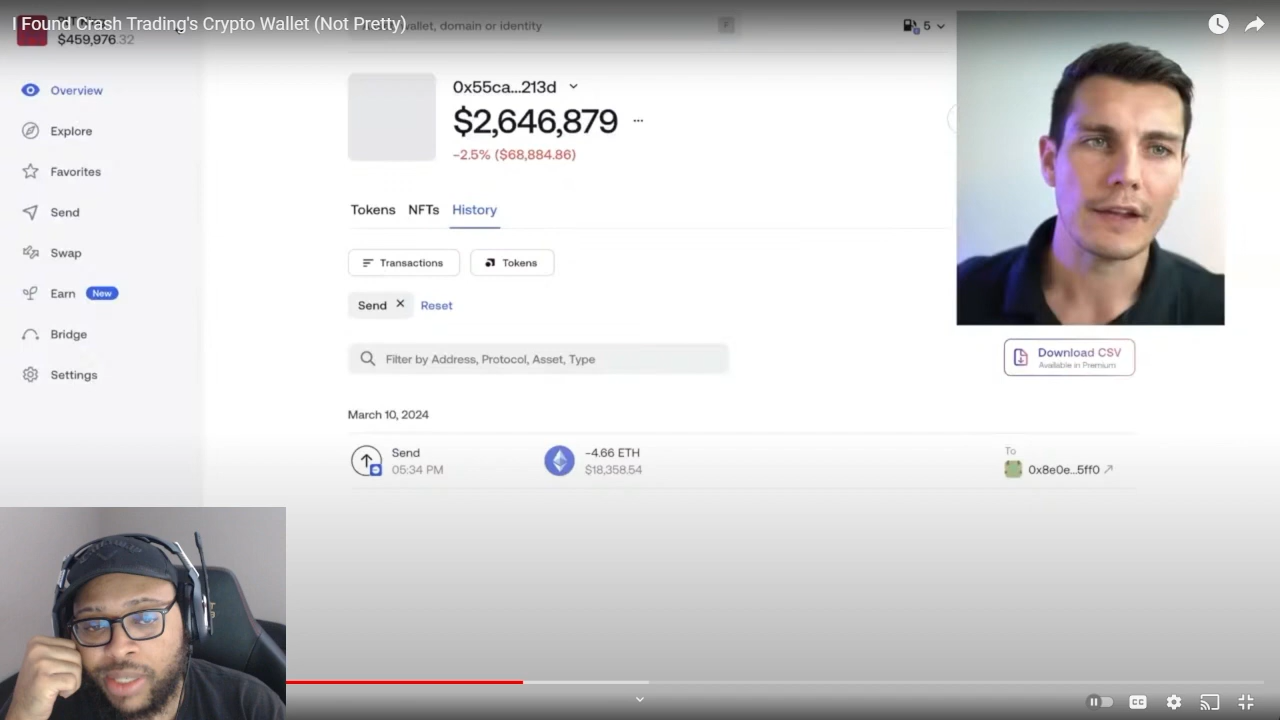 I Found Crash Trading's Crypto Wallet (Not Pretty)
wallet, domain or identity
5
$459,976.32
Overview
Explore
Favorites
Send
Swap
Earn New
Bridge
Settings
0x55ca...213d
$2,646,879 ...
-2.5% ($68,884.86)
Tokens NFTs History
Transactions Tokens
Send × Reset
Filter by Address, Protocol, Asset, Type
Download CSV
Available in Premium
March 10, 2024
Send
05:34 PM
-4.66 ETH
$18,358.54
To
0x8e0e...5ff0
CC